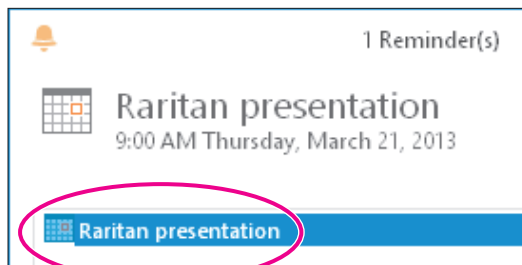 1 Reminder(s)
Raritan presentation
9:00 AM Thursday, March 21, 2013
Raritan presentation